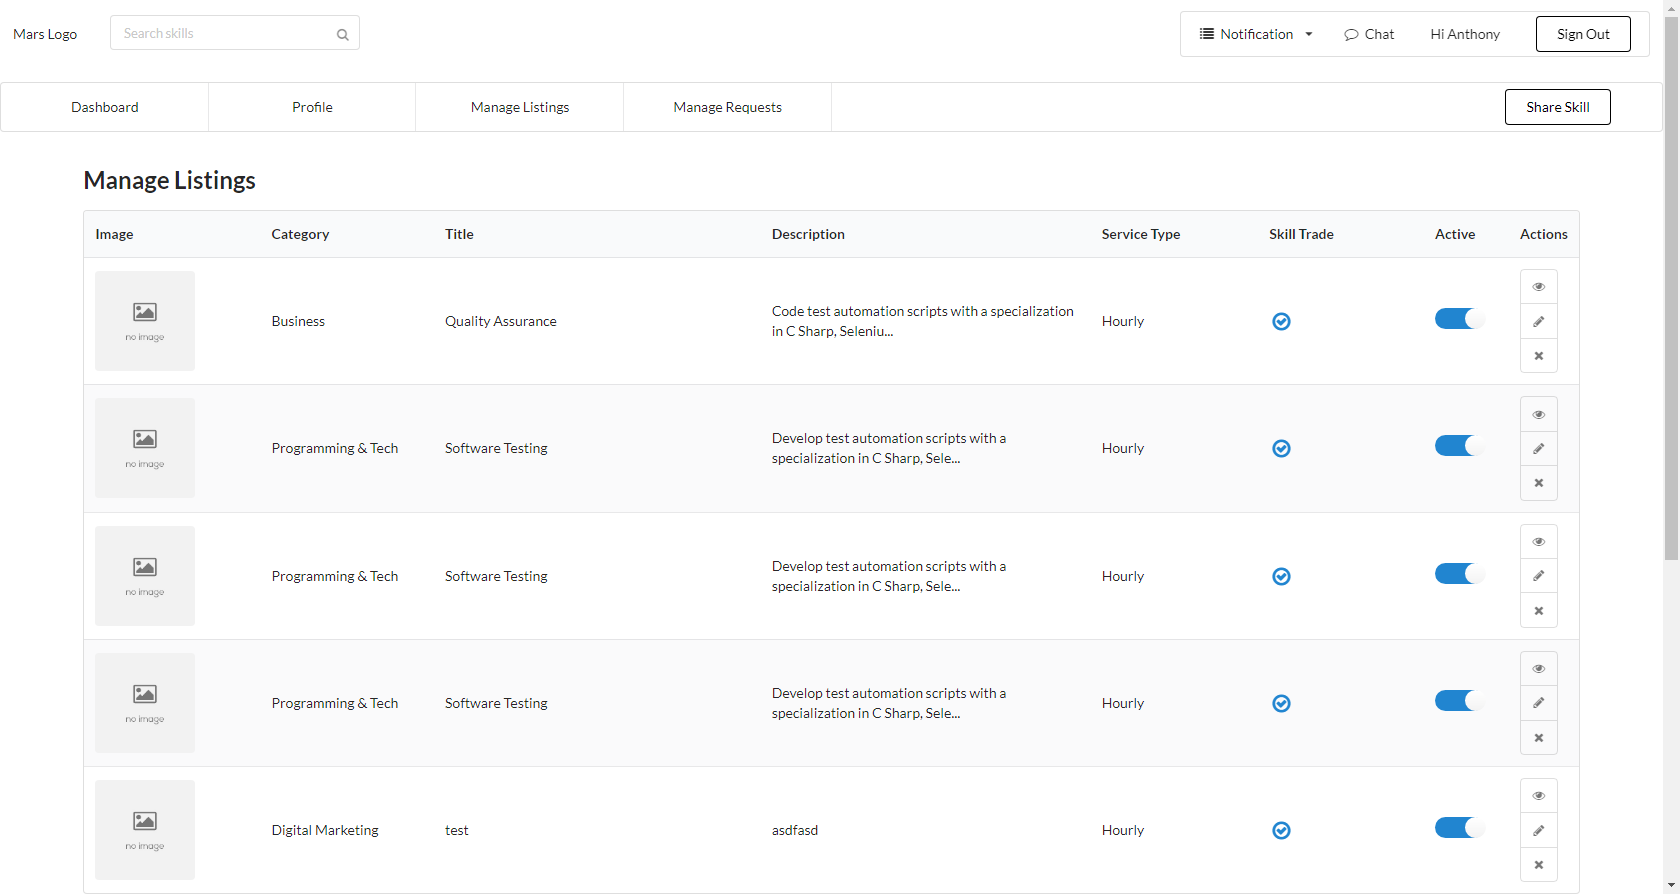 Mars Logo
Search skills
Notification
Chat
Hi Anthony
Sign Out
Dashboard
Profile
Manage Listings
Manage Requests
Share Skill
Manage Listings
Image Category Title Description Service Type Skill Trade Active Actions
no image
Business
Quality Assurance
Code test automation scripts with a specialization
in C Sharp, Seleniu...
Hourly
no image
Programming & Tech
Software Testing
Develop test automation scripts with a
specialization in C Sharp, Sele...
Hourly
no image
Programming & Tech
Software Testing
Develop test automation scripts with a
specialization in C Sharp, Sele...
Hourly
no image
Programming & Tech
Software Testing
Develop test automation scripts with a
specialization in C Sharp, Sele...
Hourly
no image
Digital Marketing
test
asdfasd
Hourly